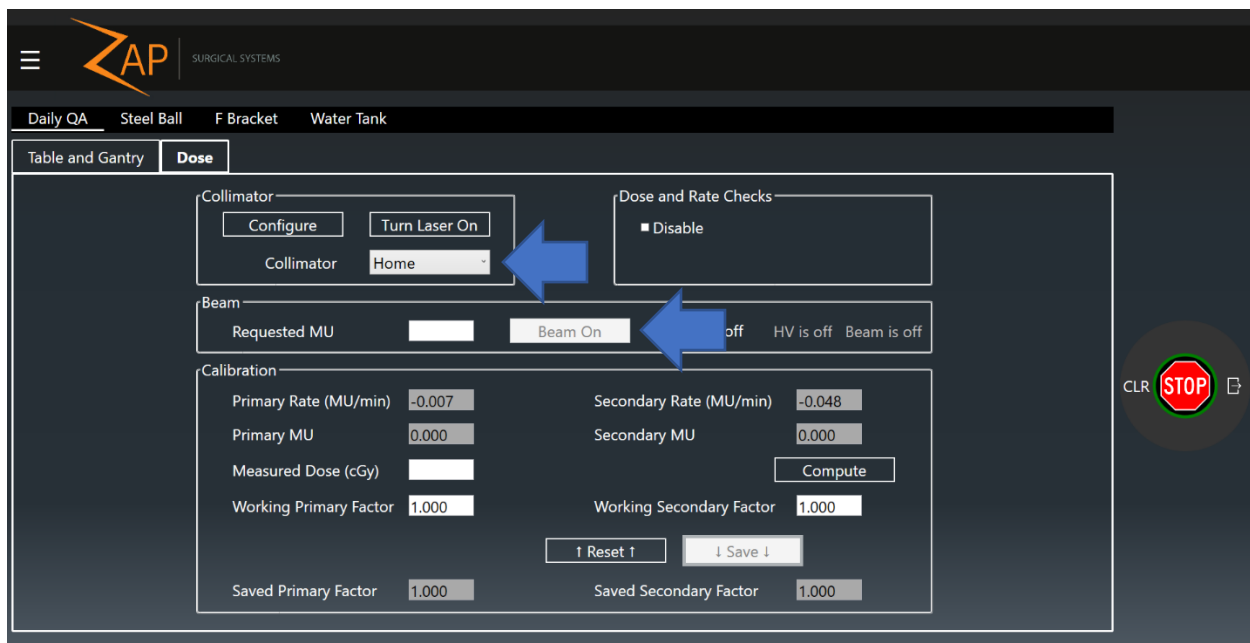 ZAP SURGICAL SYSTEMS
Daily QA Steel Ball F Bracket Water Tank
Table and Gantry Dose
Collimator
Configure Turn Laser On
Collimator Home
Dose and Rate Checks
Disable
Beam
Requested MU Beam On off HV is off Beam is off
Calibration
Primary Rate (MU/min) -0.007 Secondary Rate (MU/min) -0.048
Primary MU 0.000 Secondary MU 0.000
Measured Dose (cGy) Compute
Working Primary Factor 1.000 Working Secondary Factor 1.000
↑ Reset ↑ ↓ Save ↓
Saved Primary Factor 1.000 Saved Secondary Factor 1.000
CLR STOP